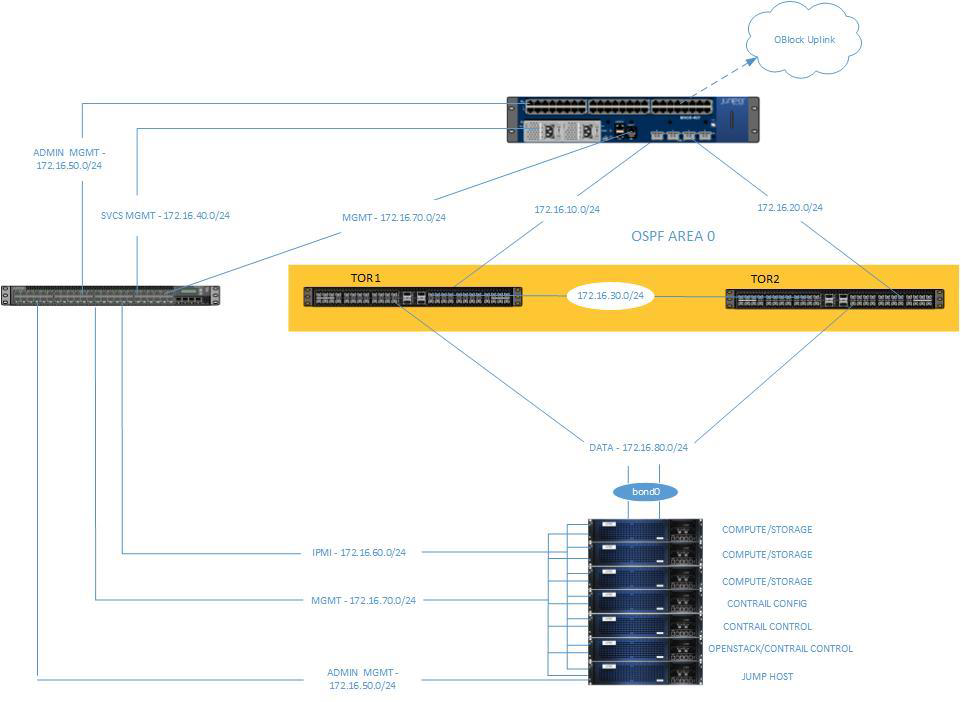 OBlock Uplink
ADMIN MGMT -
172.16.50.0/24
SVCS MGMT - 172.16.40.0/24
MGMT - 172.16.70.0/24
172.16.10.0/24
172.16.20.0/24
OSPF AREA 0
TOR1
172.16.30.0/24
TOR2
DATA - 172.16.80.0/24
bond0
COMPUTE/STORAGE
IPMI - 172.16.60.0/24
COMPUTE/STORAGE
COMPUTE/STORAGE
MGMT - 172.16.70.0/24
CONTRAIL CONFIG
CONTRAIL CONTROL
OPENSTACK/CONTRAIL CONTROL
ADMIN MGMT -
172.16.50.0/24
JUMP HOST